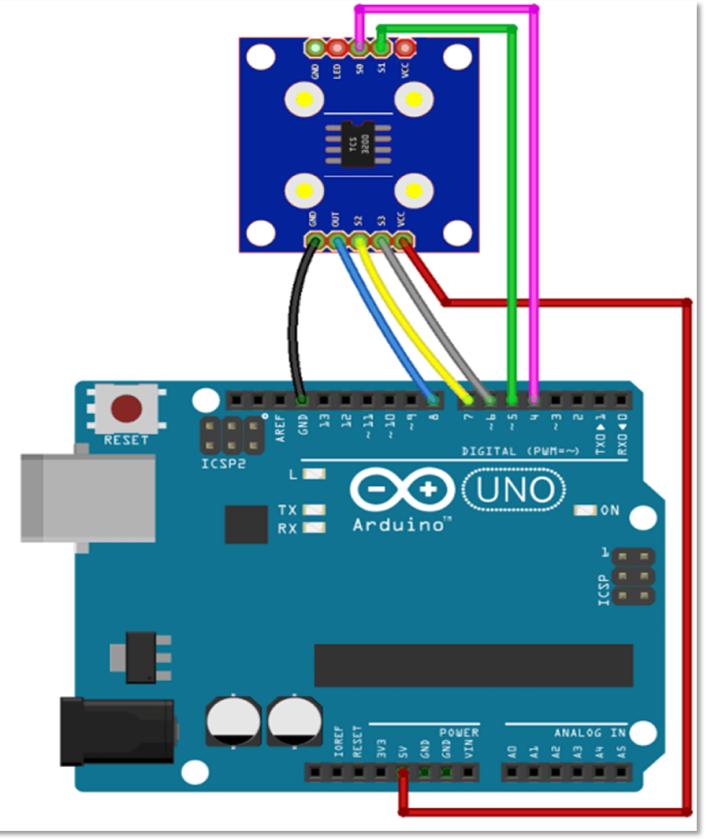 GND LED S0 S1 VCC
TCS
3200
GND OUT S2 S3 VCC
RESET
ICSP2
AREF GND 13 12 ~11 ~10 ~9 8 7 ~6 ~5 4 ~3 2 TX0▶1 RX0◀0
DIGITAL (PWM=~)
L
TX
RX
UNO
Arduino™
ON
1
ICSP
POWER
ANALOG IN
IOREF RESET 3V3 5V GND GND VIN A0 A1 A2 A3 A4 A5